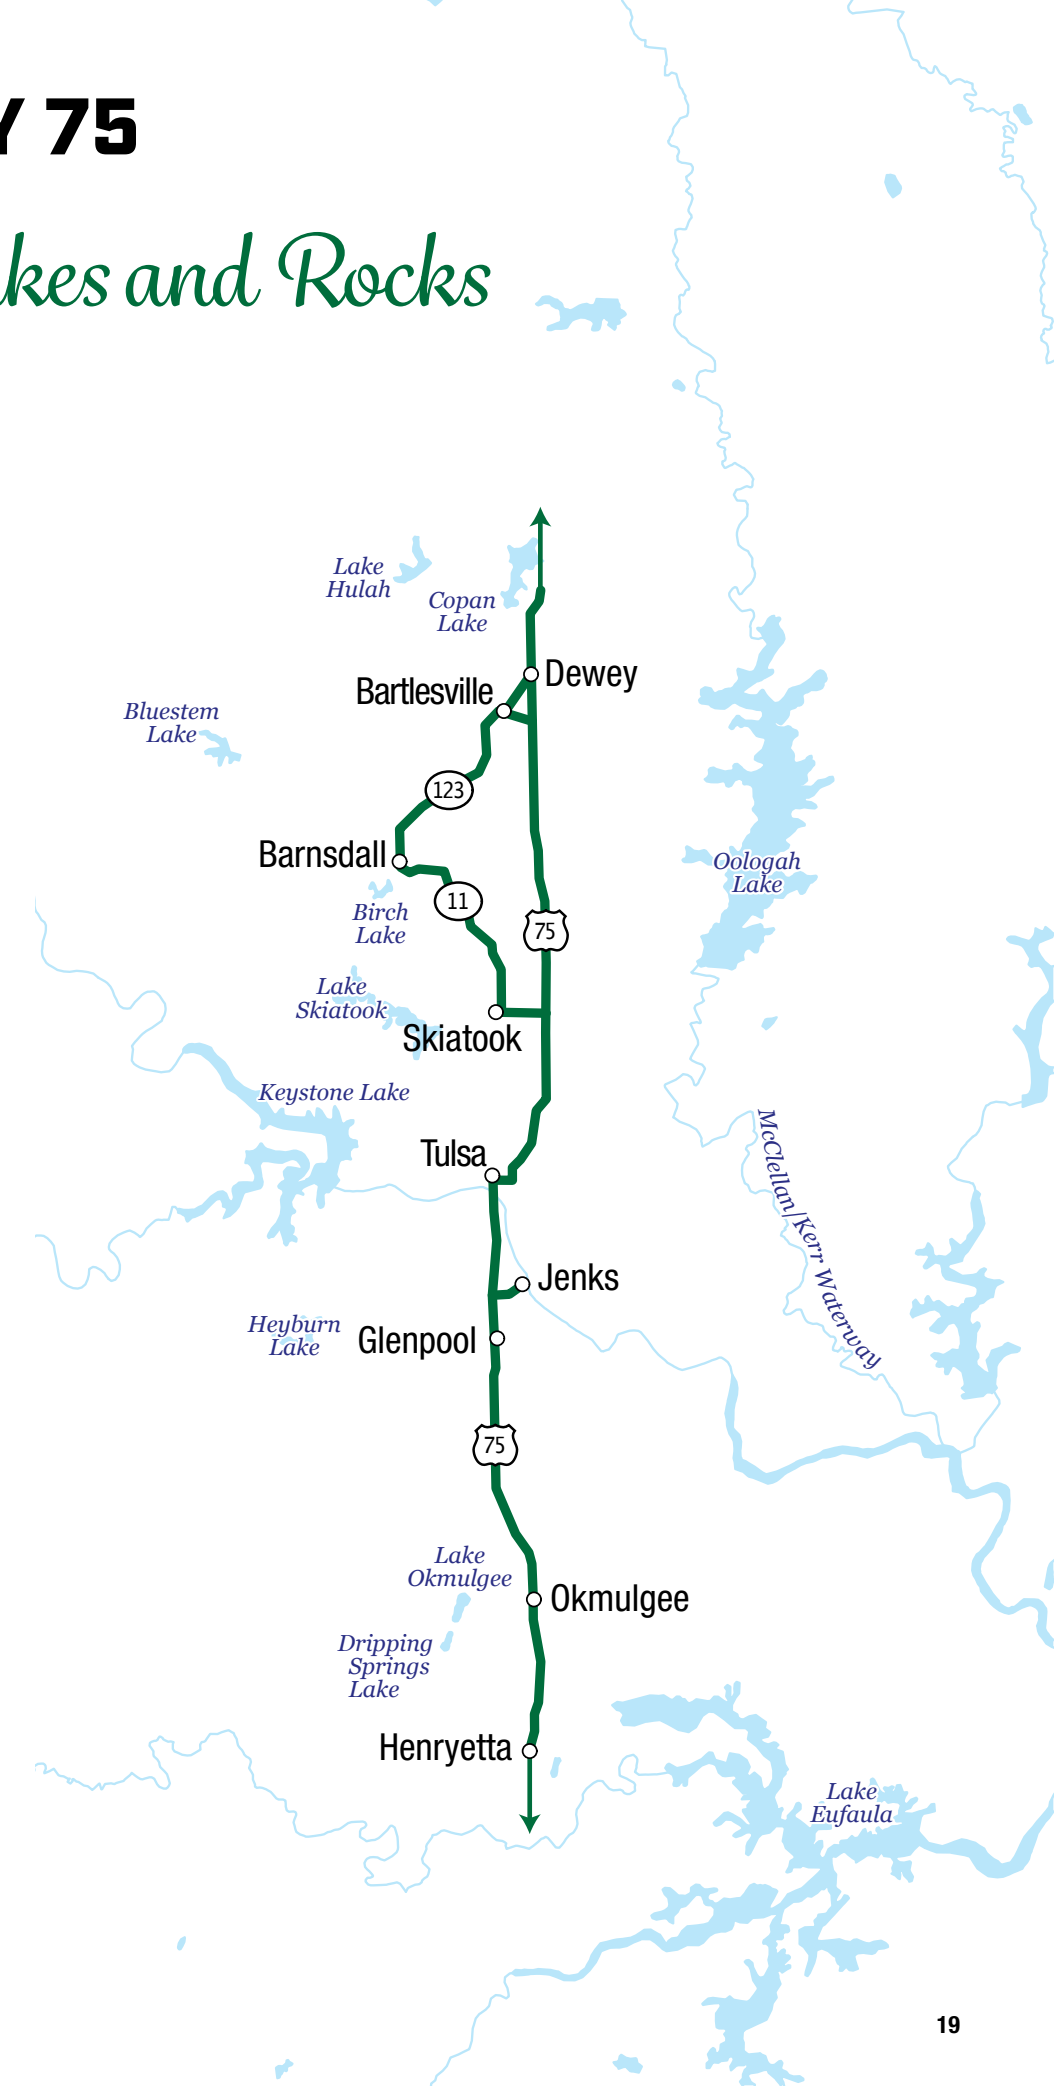 Y 75
kes and Rocks
Lake
Hulah
Copan
Lake
Dewey
Bartlesville
Bluestem
Lake
123
Barnsdall
Oologah
Lake
11
Birch
Lake
75
Lake
Skiatook
Skiatook
Keystone Lake
McClellan/Kerr Waterway
Tulsa
Jenks
Heyburn
Lake
Glenpool
75
Lake
Okmulgee
Okmulgee
Dripping
Springs
Lake
Henryetta
Lake
Eufaula
19